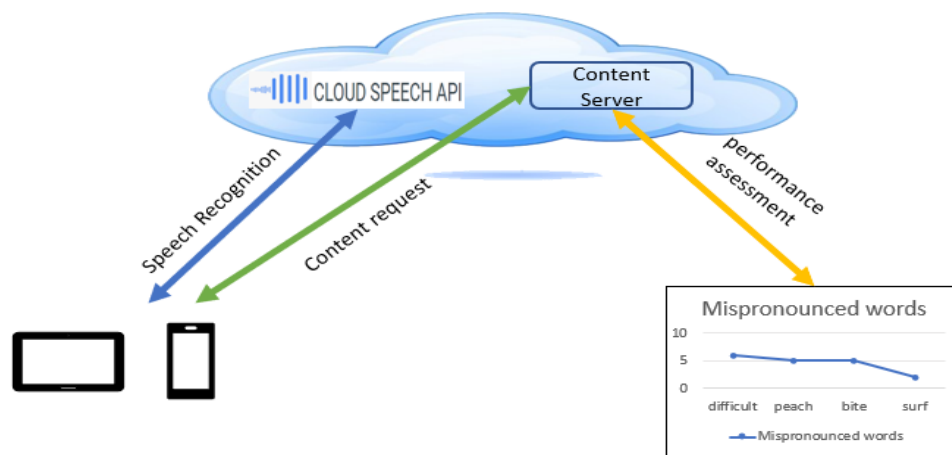 CLOUD SPEECH API
Content
Server
Speech Recognition
Content request
performance
assessment
Mispronounced words
10
5
0
difficult peach bite surf
Mispronounced words